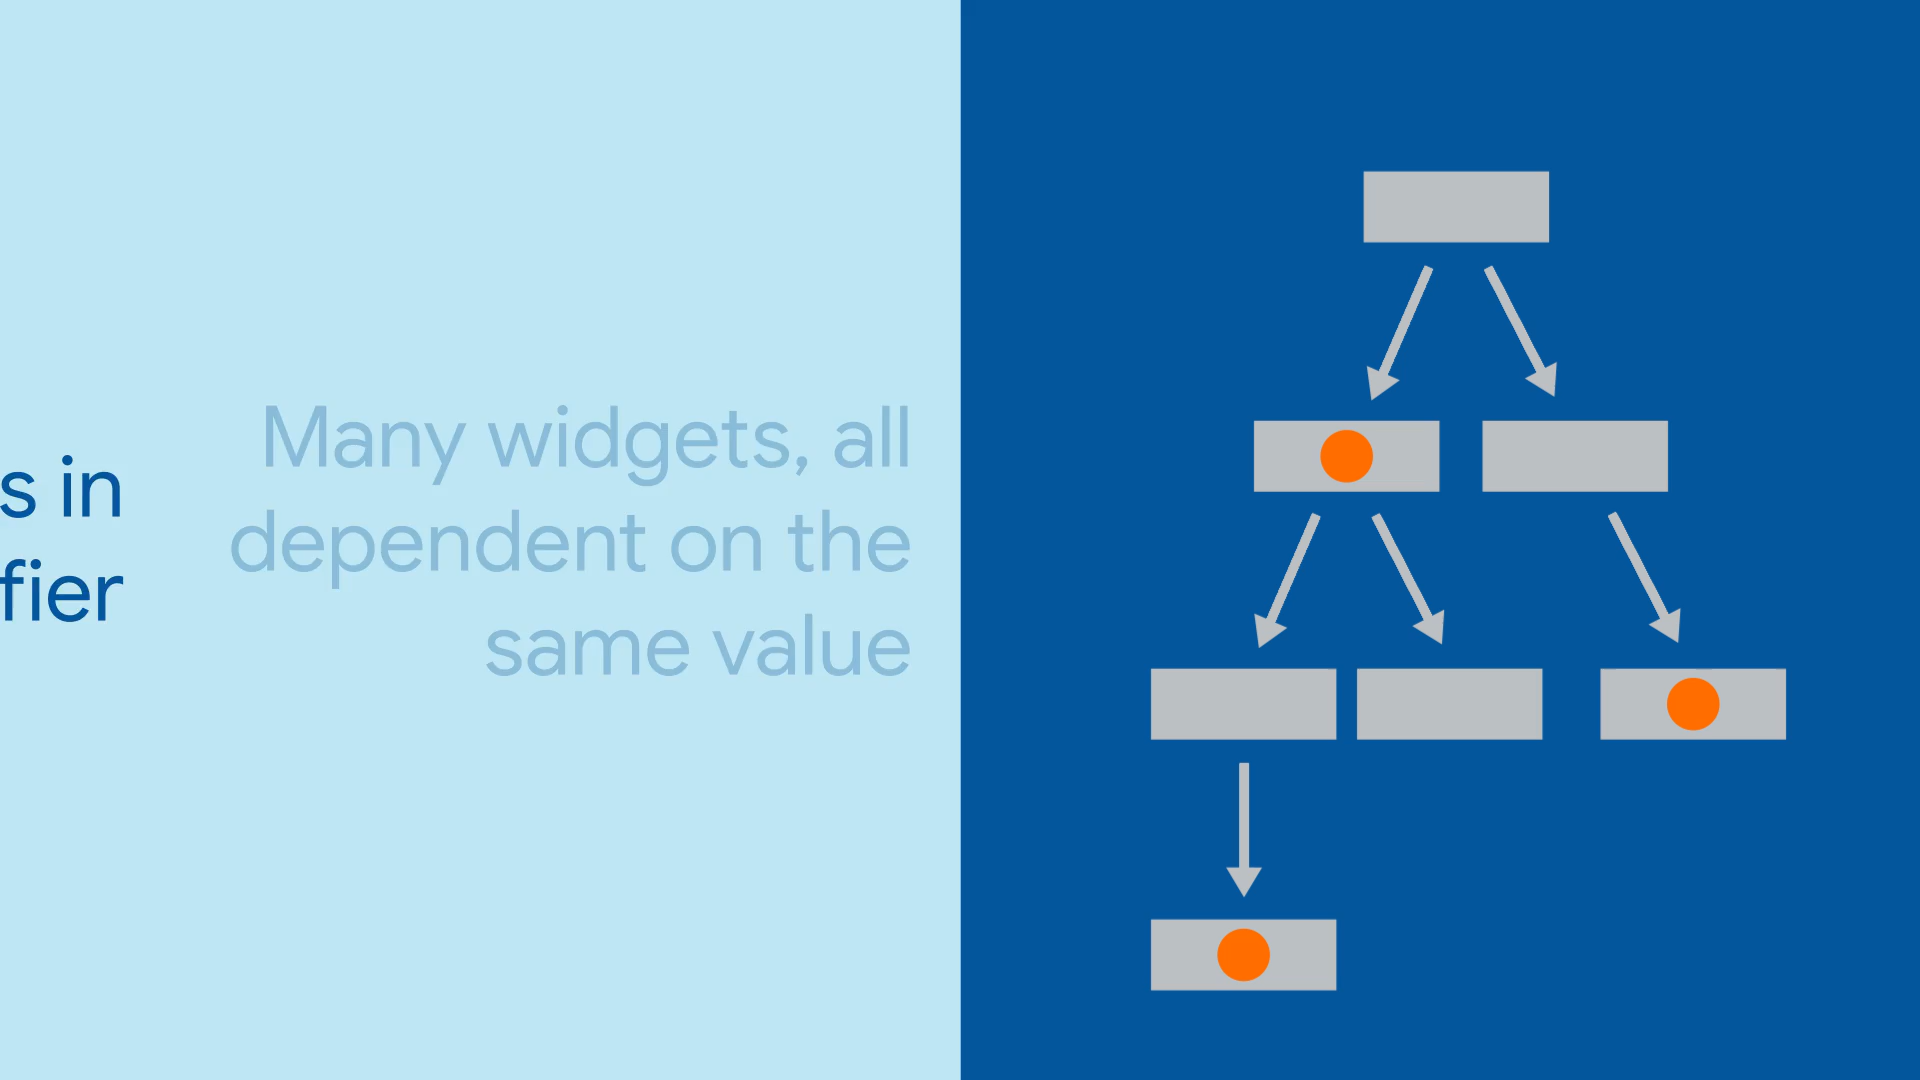 s in
fier
Many widgets, all
dependent on the
same value